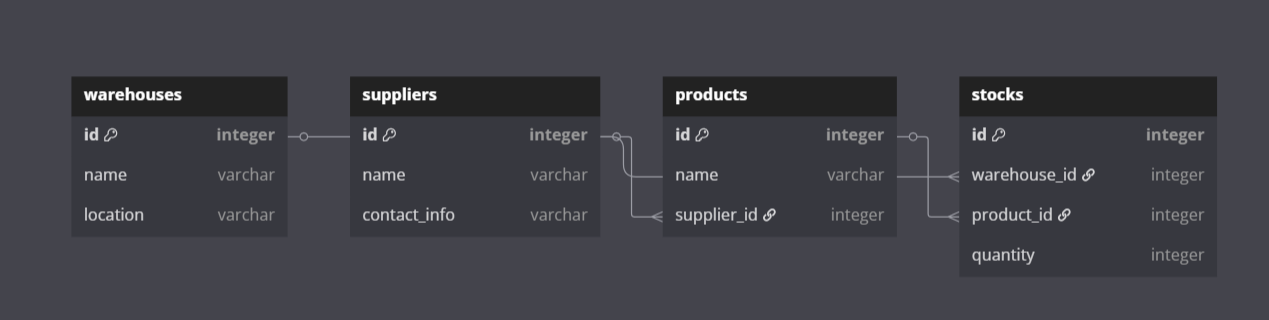 warehouses
id integer
name varchar
location varchar
suppliers
id integer
name varchar
contact_info varchar
products
id integer
name varchar
supplier_id integer
stocks
id integer
warehouse_id integer
product_id integer
quantity integer